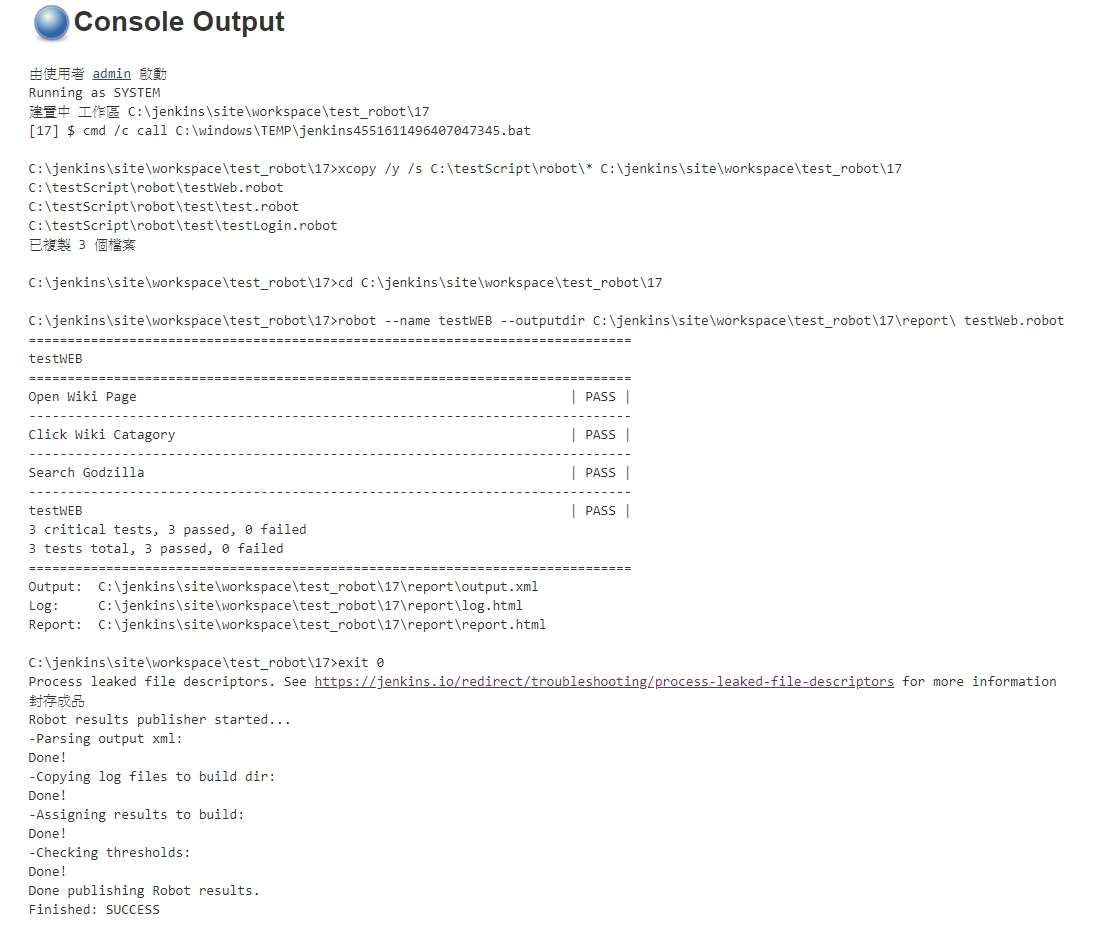 Console Output
由使用者 admin 啟動
Running as SYSTEM
建置中 工作區 C:\jenkins\site\workspace\test_robot\17
[17] $ cmd /c call C:\windows\TEMP\jenkins4551611496407047345.bat
C:\jenkins\site\workspace\test_robot\17>xcopy /y /s C:\testScript\robot\* C:\jenkins\site\workspace\test_robot\17
C:\testScript\robot\testWeb.robot
C:\testScript\robot\test\test.robot
C:\testScript\robot\test\testLogin.robot
已複製 3 個檔案
C:\jenkins\site\workspace\test_robot\17>cd C:\jenkins\site\workspace\test_robot\17
C:\jenkins\site\workspace\test_robot\17>robot --name testWEB --outputdir C:\jenkins\site\workspace\test_robot\17\report\ testWeb.robot
==============================================================================
testWEB
==============================================================================
Open Wiki Page | PASS |
------------------------------------------------------------------------------
Click Wiki Catagory | PASS |
------------------------------------------------------------------------------
Search Godzilla | PASS |
------------------------------------------------------------------------------
testWEB | PASS |
3 critical tests, 3 passed, 0 failed
3 tests total, 3 passed, 0 failed
==============================================================================
Output: C:\jenkins\site\workspace\test_robot\17\report\output.xml
Log: C:\jenkins\site\workspace\test_robot\17\report\log.html
Report: C:\jenkins\site\workspace\test_robot\17\report\report.html
C:\jenkins\site\workspace\test_robot\17>exit 0
Process leaked file descriptors. See https://jenkins.io/redirect/troubleshooting/process-leaked-file-descriptors for more information
封存成品
Robot results publisher started...
-Parsing output xml:
Done!
-Copying log files to build dir:
Done!
-Assigning results to build:
Done!
-Checking thresholds:
Done!
Done publishing Robot results.
Finished: SUCCESS